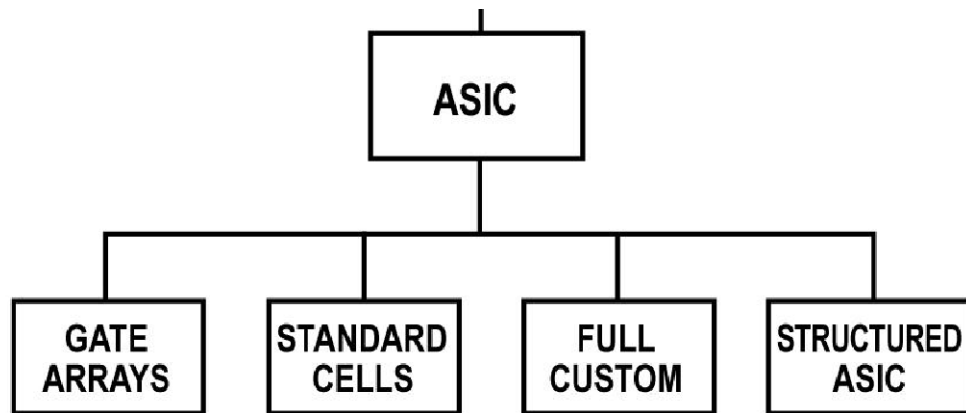 ASIC
GATE
ARRAYS
STANDARD
CELLS
FULL
CUSTOM
STRUCTURED
ASIC